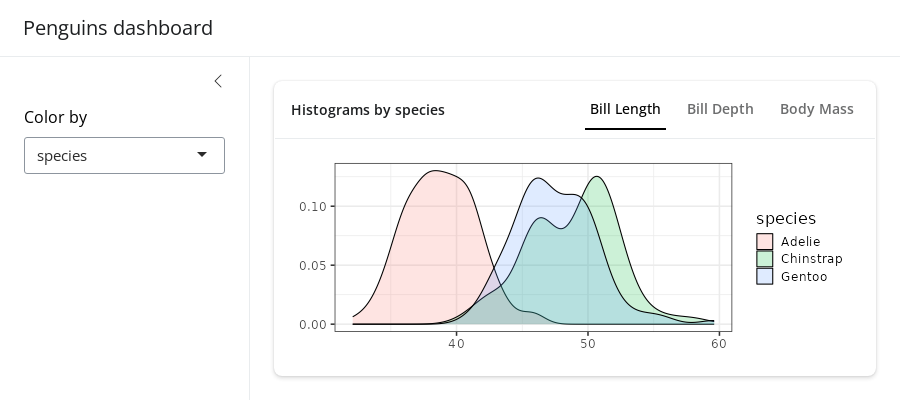 Penguins dashboard
Color by
species
Histograms by species
Bill Length
Bill Depth
Body Mass
0.10
0.05
0.00
40
50
60
species
Adelie
Chinstrap
Gentoo